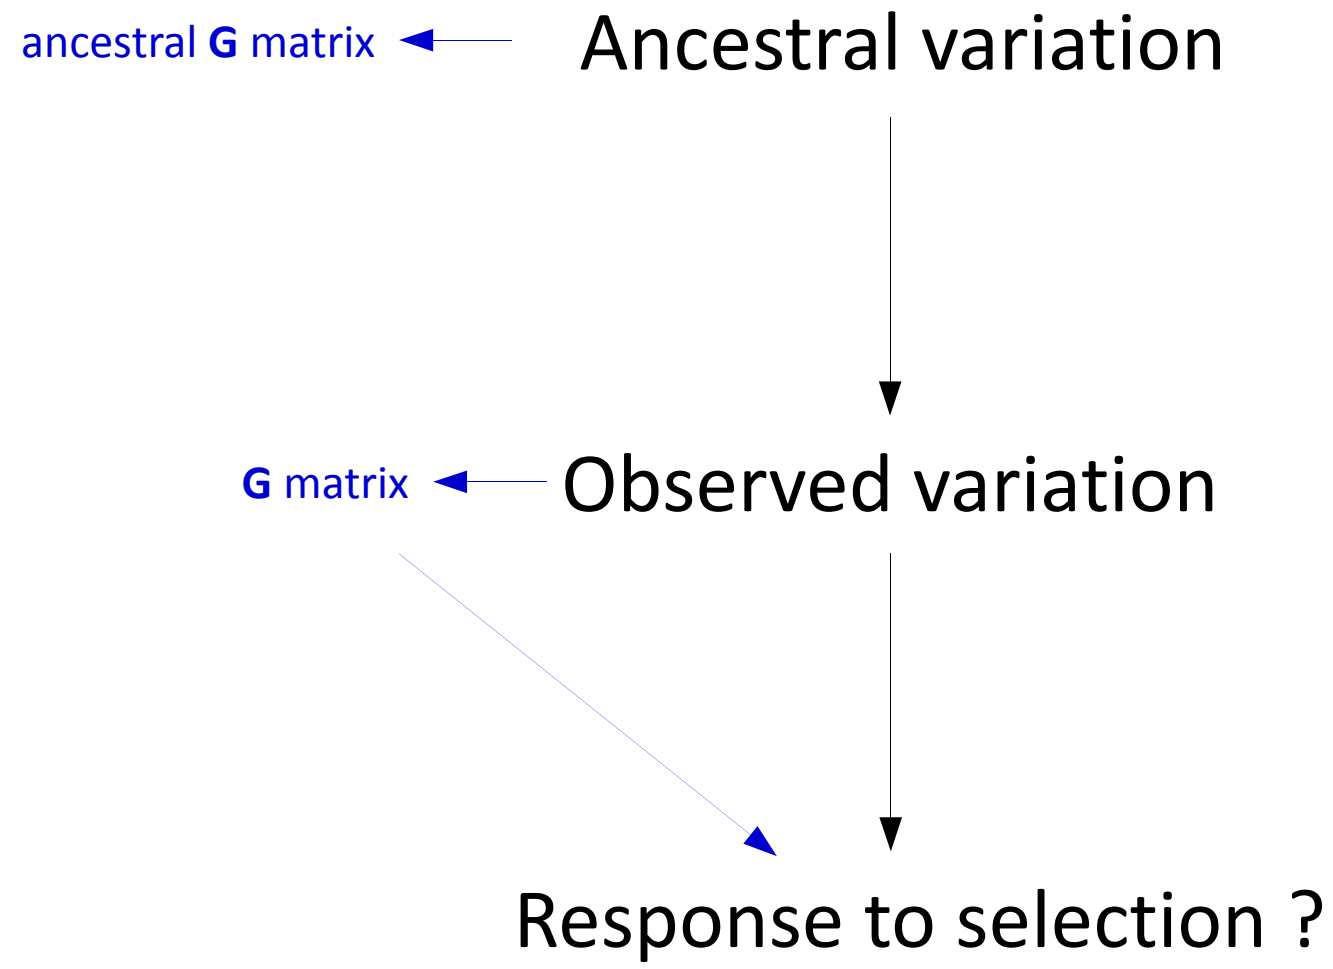 ancestral G matrix
Ancestral variation
G matrix
Observed variation
Response to selection ?